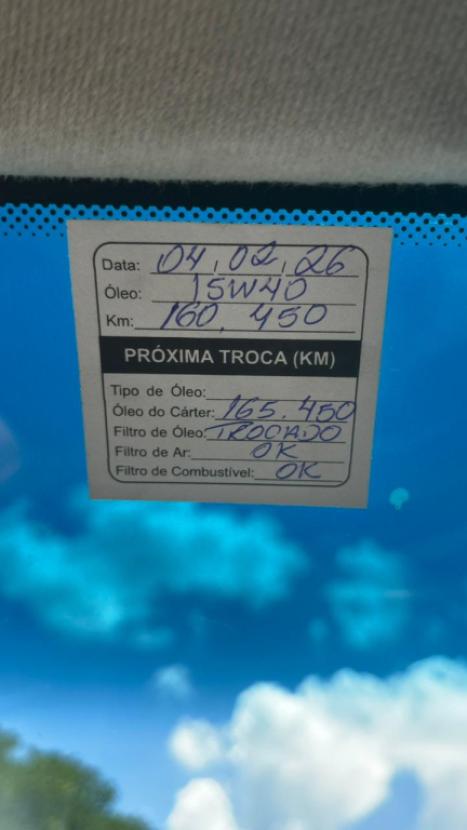 Data: 04, 02, 26
Óleo: 15W40
Km: 160. 450
PRÓXIMA TROCA (KM)
Tipo de Óleo:
Óleo do Cárter: 165.450
Filtro de Óleo: TROCADO
Filtro de Ar: OK
Filtro de Combustível: OK